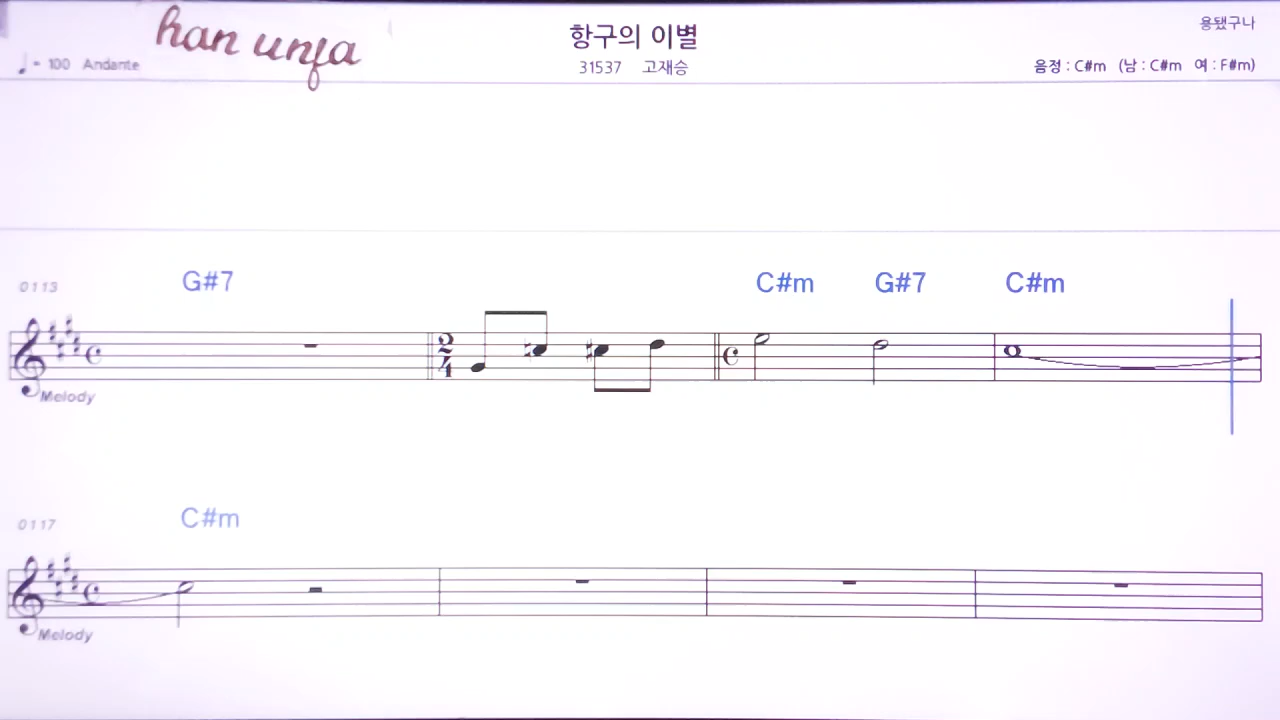 han unfa
항구의 이별
용됐구나
♩ = 100 Andante
31537 고재승
음정 : C#m (남 : C#m 여 : F#m)
0113
G#7 C#m G#7 C#m
2
4
Melody
0117
C#m
Melody